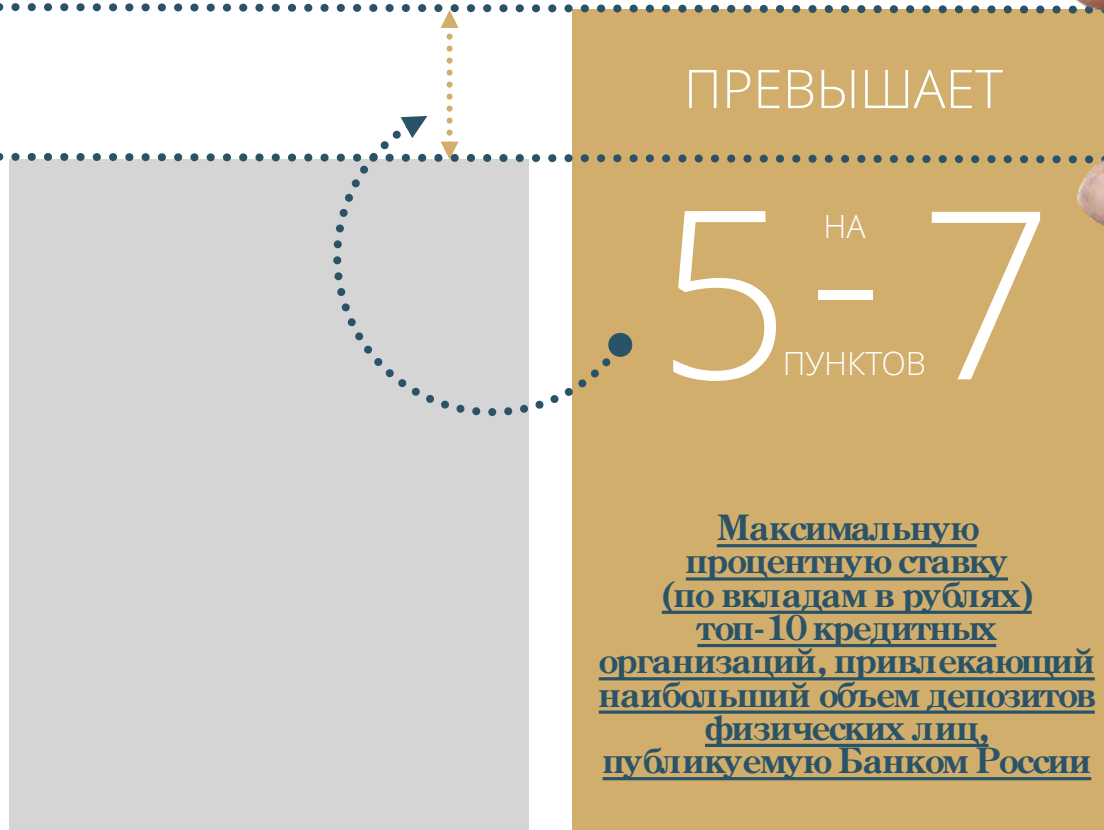 ПРЕВЫШАЕТ
НА
5-7
ПУНКТОВ
Максимальную
процентную ставку
(по вкладам в рублях)
топ-10 кредитных
организаций, привлекающий
наибольший объем депозитов
физических лиц,
публикуемую Банком России